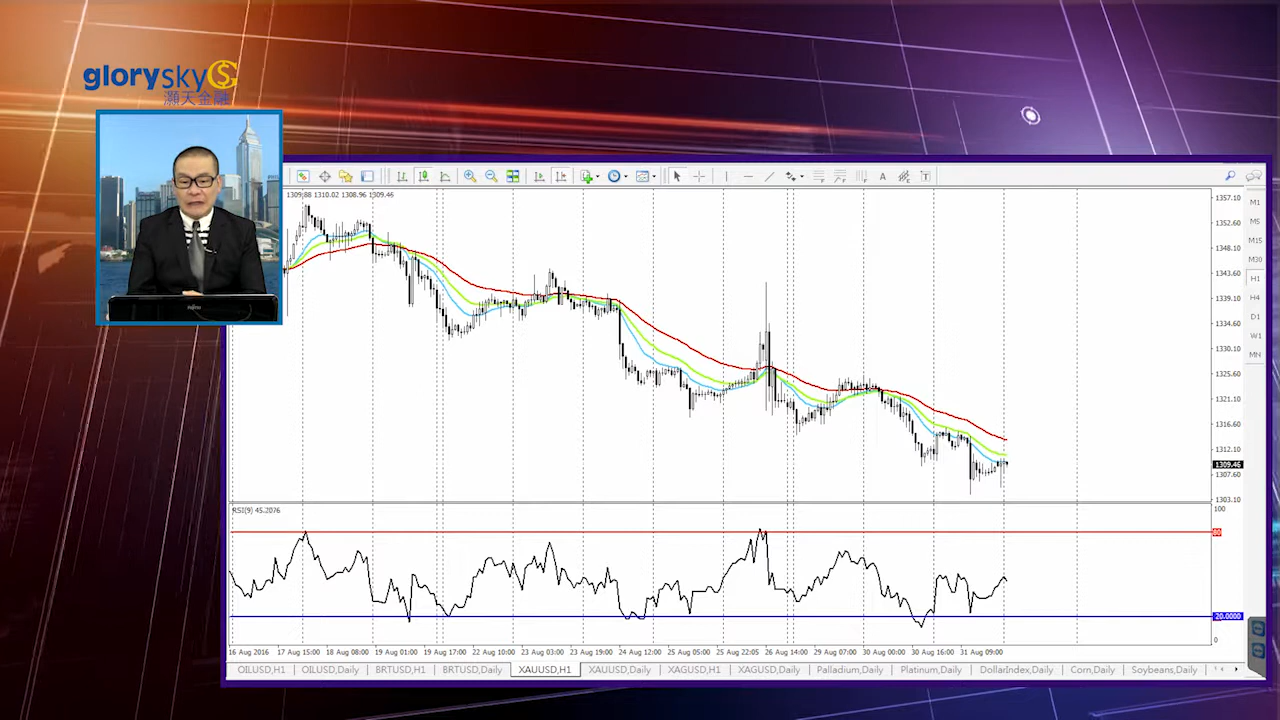 glorysky
灝天金融
1309.88 1310.02 1308.96 1309.46
A
T
M1
M5
M15
M30
H1
H4
D1
W1
MN
1357.10
1352.60
1348.10
1343.60
1339.10
1334.60
1330.10
1325.60
1321.10
1316.60
1312.10
1309.46
1307.60
1303.10
RSI(9) 45.2076
100
80
20.0000
0
16 Aug 2016 17 Aug 15:00 18 Aug 08:00 19 Aug 01:00 19 Aug 17:00 22 Aug 10:00 23 Aug 03:00 23 Aug 19:00 24 Aug 12:00 25 Aug 05:00 25 Aug 22:05 26 Aug 14:00 29 Aug 07:00 30 Aug 00:00 30 Aug 16:00 31 Aug 09:00
OILUSD,H1 OILUSD,Daily BRTUSD,H1 BRTUSD,Daily XAUUSD,H1 XAUUSD,Daily XAGUSD,H1 XAGUSD,Daily Palladium,Daily Platinum,Daily DollarIndex,Daily Corn,Daily Soybeans,Daily